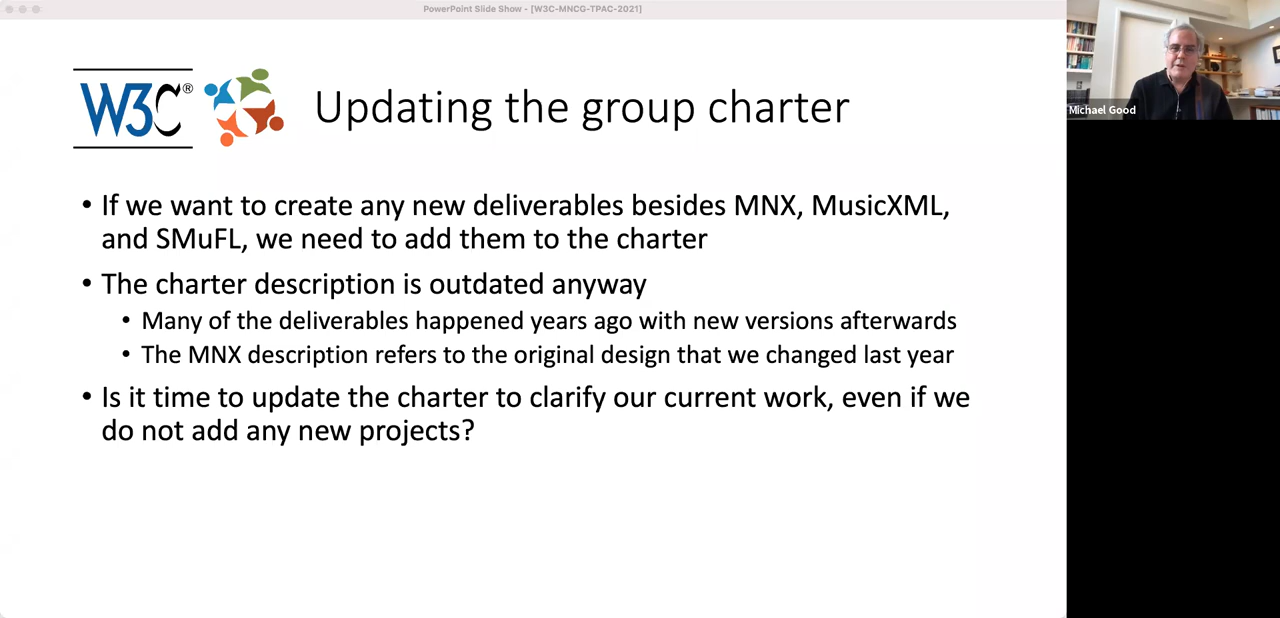 PowerPoint Slide Show - [W3C-MNCG-TPAC-2021]
W3C®
Updating the group charter
• If we want to create any new deliverables besides MNX, MusicXML,
and SMuFL, we need to add them to the charter
• The charter description is outdated anyway
• Many of the deliverables happened years ago with new versions afterwards
• The MNX description refers to the original design that we changed last year
• Is it time to update the charter to clarify our current work, even if we
do not add any new projects?
Michael Good